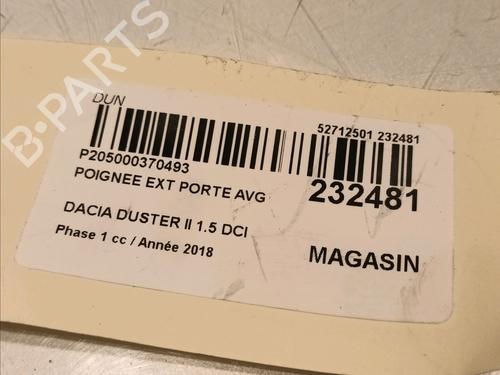 B-PARTS
DUN
52712501 232481
P205000370493
POIGNEE EXT PORTE AVG
232481
DACIA DUSTER II 1.5 DCI
Phase 1 cc / Année 2018
MAGASIN